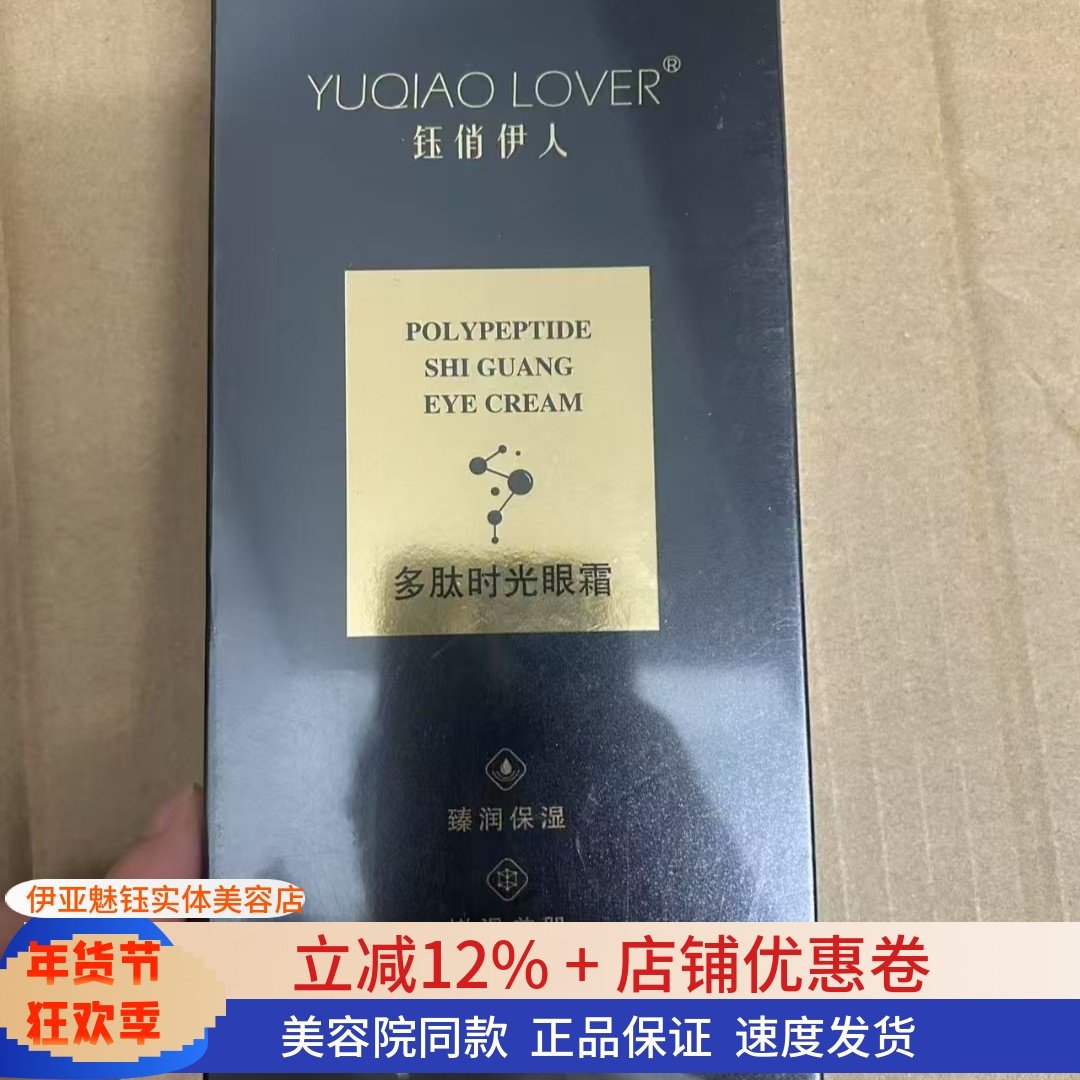 YUQIAO LOVER®
钰俏伊人
POLYPEPTIDE
SHI GUANG
EYE CREAM
多肽时光眼霜
臻润保湿
伊亚魅钰实体美容店
年货节
狂欢季
立减12% + 店铺优惠卷
美容院同款 正品保证 速度发货